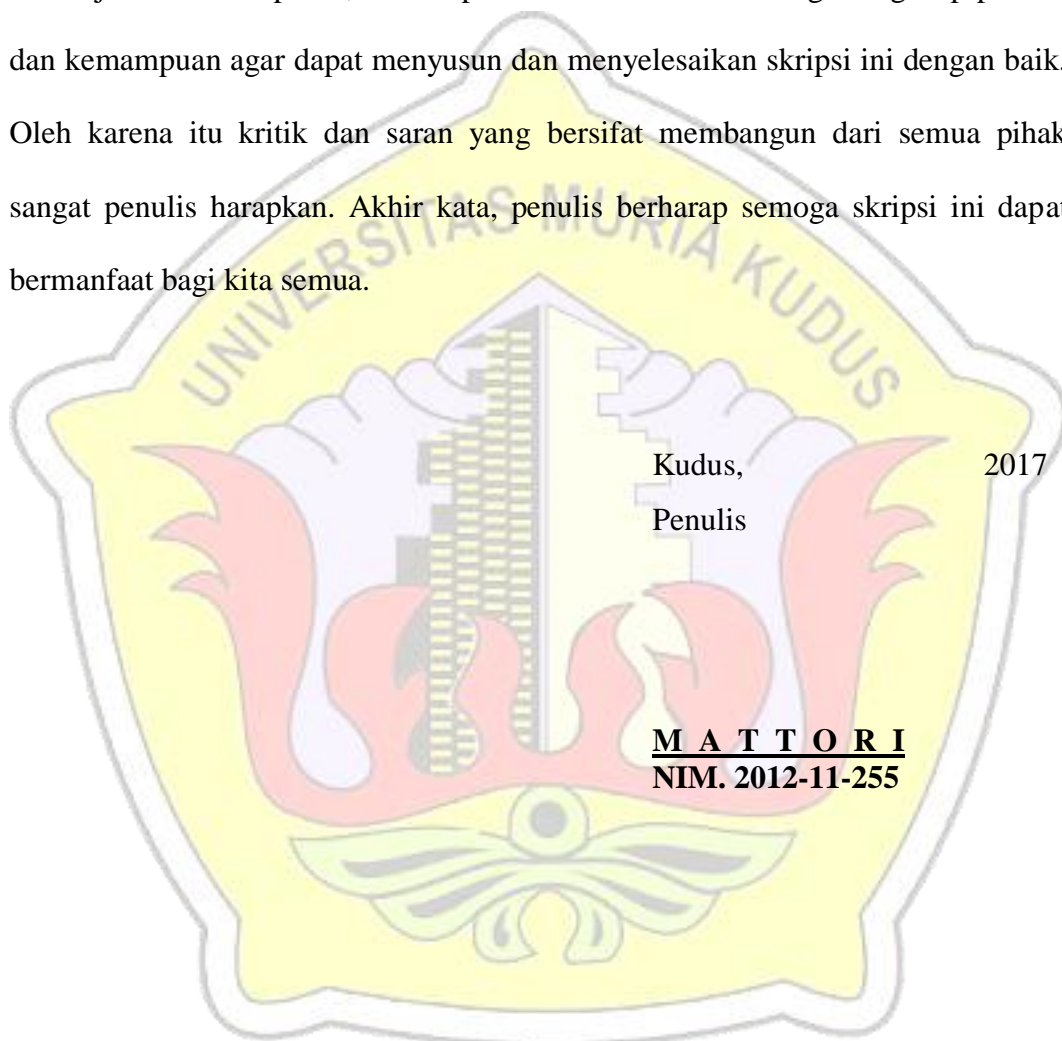 dan kemampuan agar dapat menyusun dan menyelesaikan skripsi ini dengan baik.
Oleh karena itu kritik dan saran yang bersifat membangun dari semua pihak
sangat penulis harapkan. Akhir kata, penulis berharap semoga skripsi ini dapat
bermanfaat bagi kita semua.
UNIVERSITAS MURIA KUDUS
Kudus, 2017
Penulis
M A T T O R I
NIM. 2012-11-255